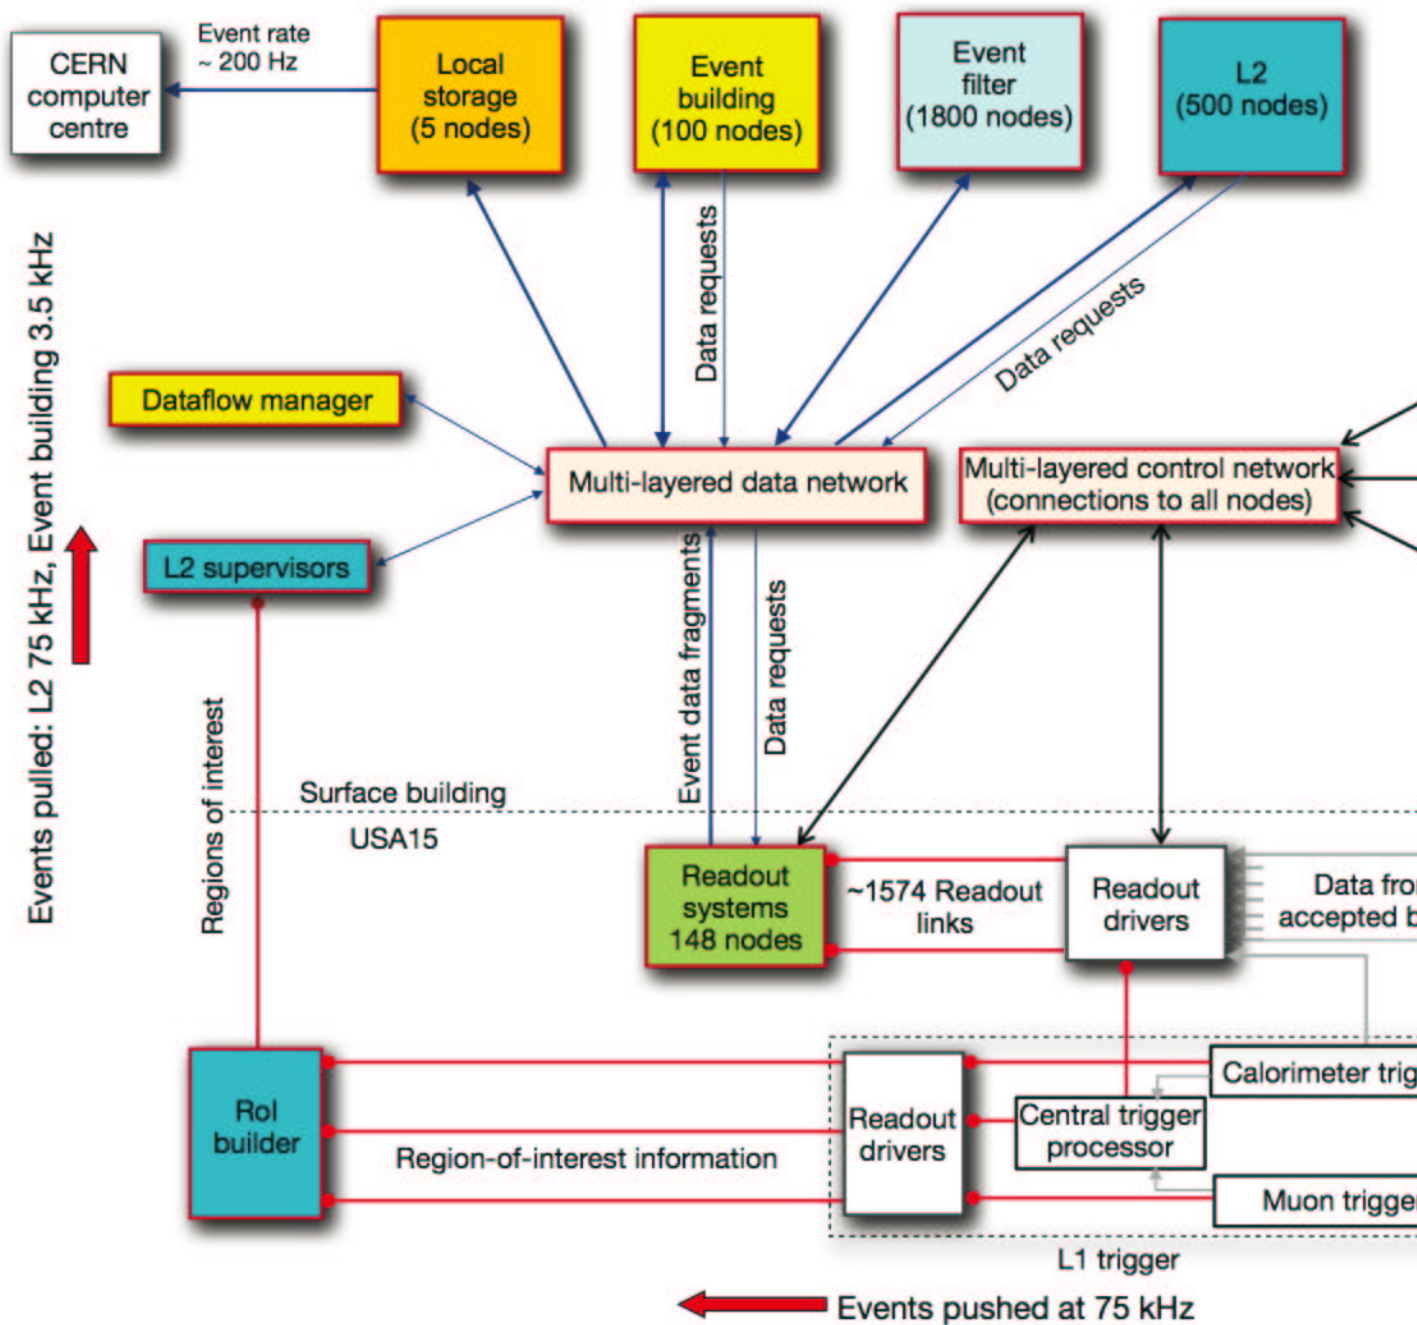 CERN
computer
centre
Event rate
~ 200 Hz
Local
storage
(5 nodes)
Event
building
(100 nodes)
Event
filter
(1800 nodes)
L2
(500 nodes)
Data requests
Data requests
Events pulled: L2 75 kHz, Event building 3.5 kHz
Dataflow manager
Multi-layered data network
Multi-layered control network
(connections to all nodes)
L2 supervisors
Event data fragments
Data requests
Regions of interest
Surface building
USA15
Readout
systems
148 nodes
~1574 Readout
links
Readout
drivers
Data
accepted
RoI
builder
Region-of-interest information
Readout
drivers
Calorimeter
Central trigger
processor
Muon
L1 trigger
Events pushed at 75 kHz